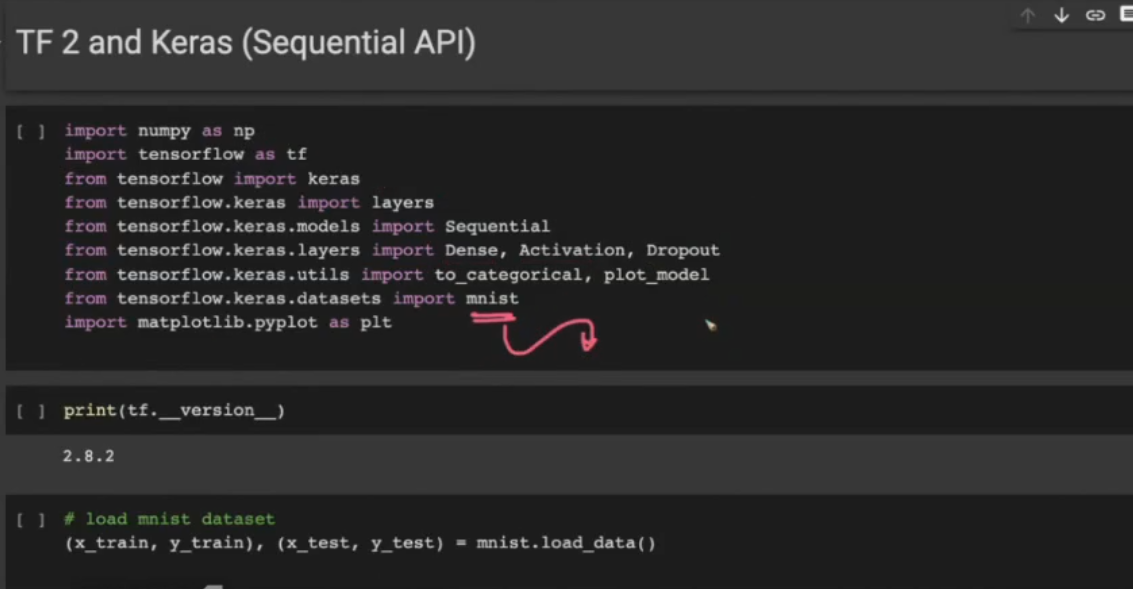 TF 2 and Keras (Sequential API)
[ ] import numpy as np
import tensorflow as tf
from tensorflow import keras
from tensorflow.keras import layers
from tensorflow.keras.models import Sequential
from tensorflow.keras.layers import Dense, Activation, Dropout
from tensorflow.keras.utils import to_categorical, plot_model
from tensorflow.keras.datasets import mnist
import matplotlib.pyplot as plt
[ ] print(tf.__version__)
2.8.2
[ ] # load mnist dataset
(x_train, y_train), (x_test, y_test) = mnist.load_data()